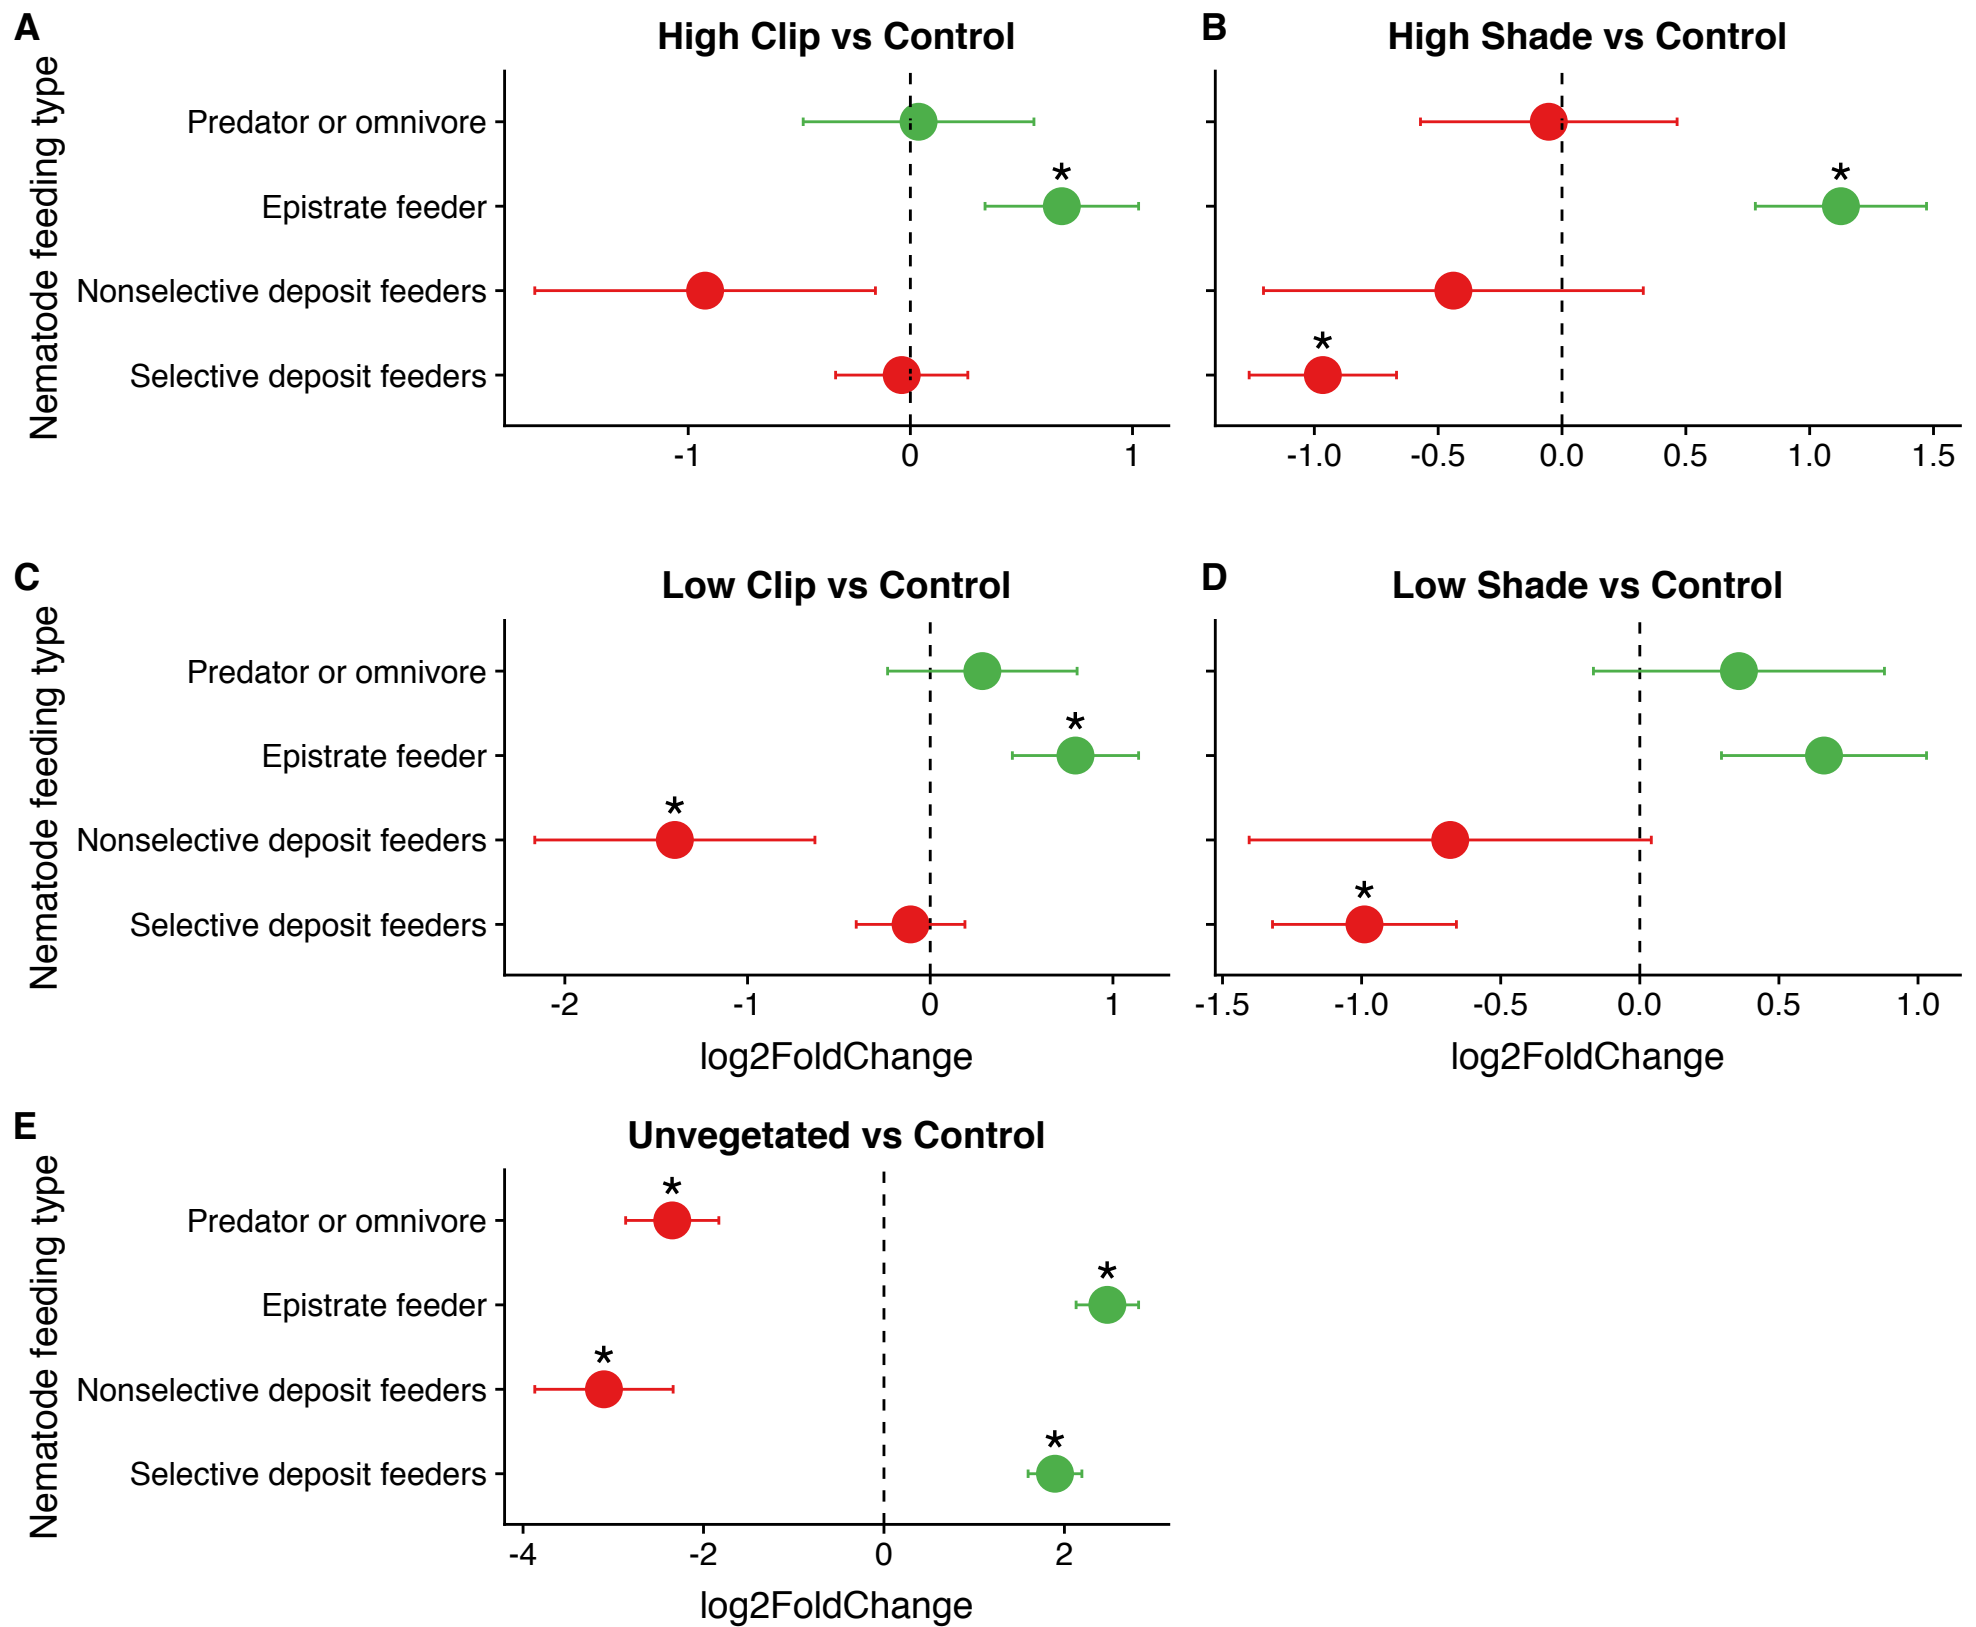 A
High Clip vs Control
Nematode feeding type
Predator or omnivore
*
Epistrate feeder
Nonselective deposit feeders
Selective deposit feeders
-1 0 1
B
High Shade vs Control
*
*
-1.0 -0.5 0.0 0.5 1.0 1.5
C
Low Clip vs Control
Nematode feeding type
Predator or omnivore
*
Epistrate feeder
*
Nonselective deposit feeders
Selective deposit feeders
-2 -1 0 1
log2FoldChange
D
Low Shade vs Control
*
-1.5 -1.0 -0.5 0.0 0.5 1.0
log2FoldChange
E
Unvegetated vs Control
Nematode feeding type
*
Predator or omnivore
*
Epistrate feeder
*
Nonselective deposit feeders
*
Selective deposit feeders
-4 -2 0 2
log2FoldChange